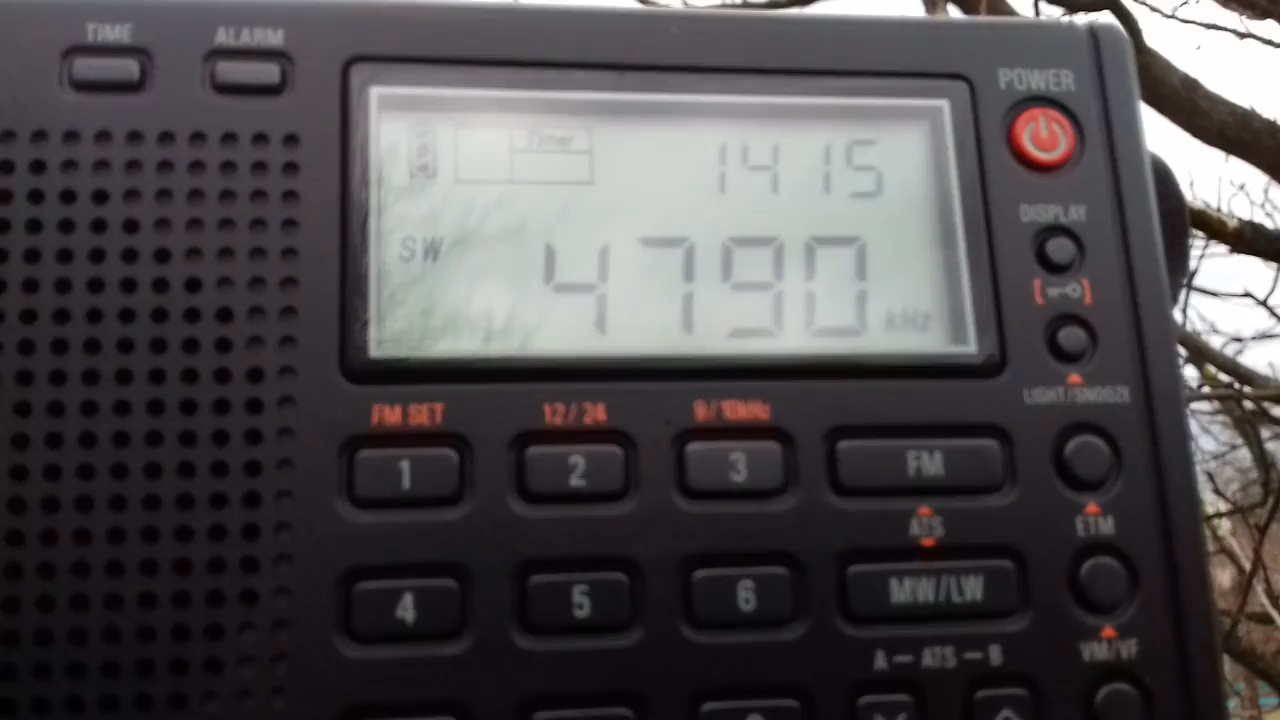 TIME ALARM
POWER
Timer
1415
DISPLAY
SW 4790 kHz
LIGHT/SNOOZE
FM SET 12/24 9/10kHz
1 2 3 FM
ATS ETM
4 5 6 MW/LW
A — ATS — B VM/VF